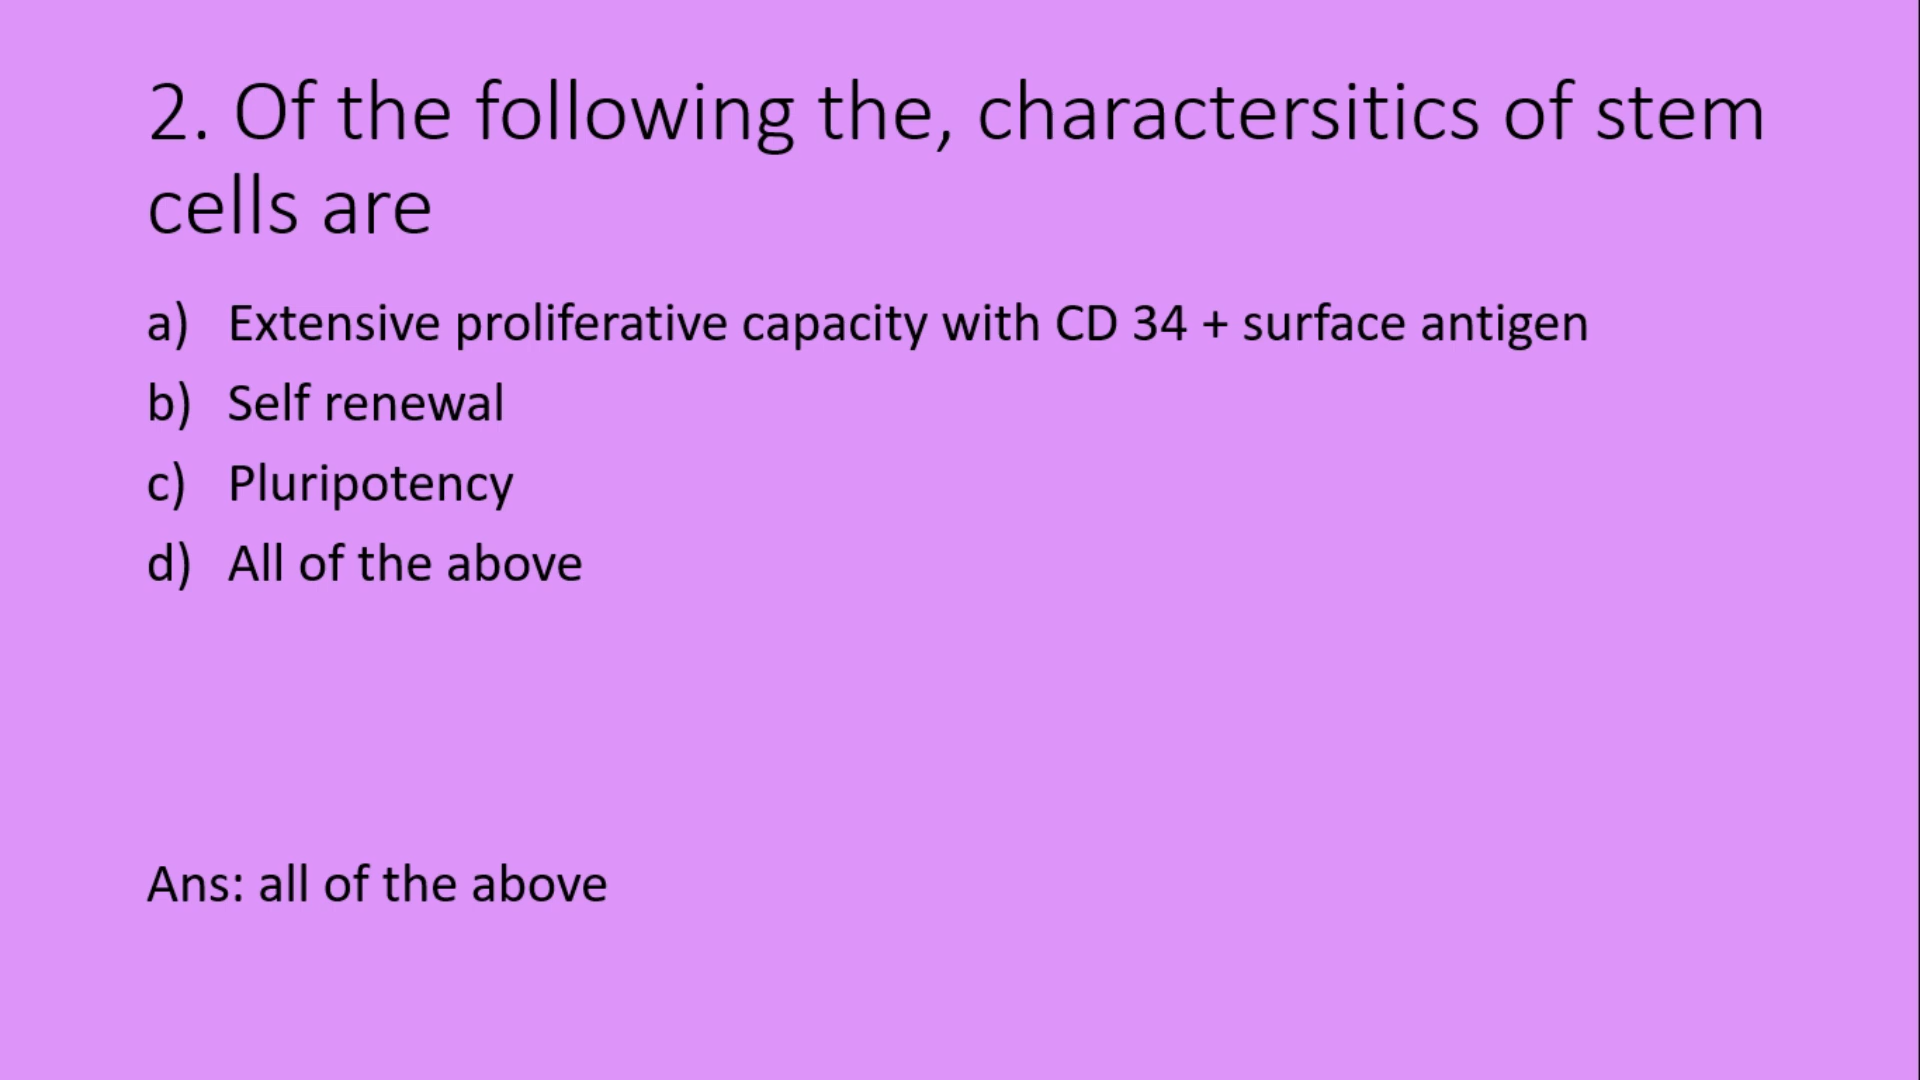 2. Of the following the, charactersitics of stem
cells are
a) Extensive proliferative capacity with CD 34 + surface antigen
b) Self renewal
c) Pluripotency
d) All of the above
Ans: all of the above